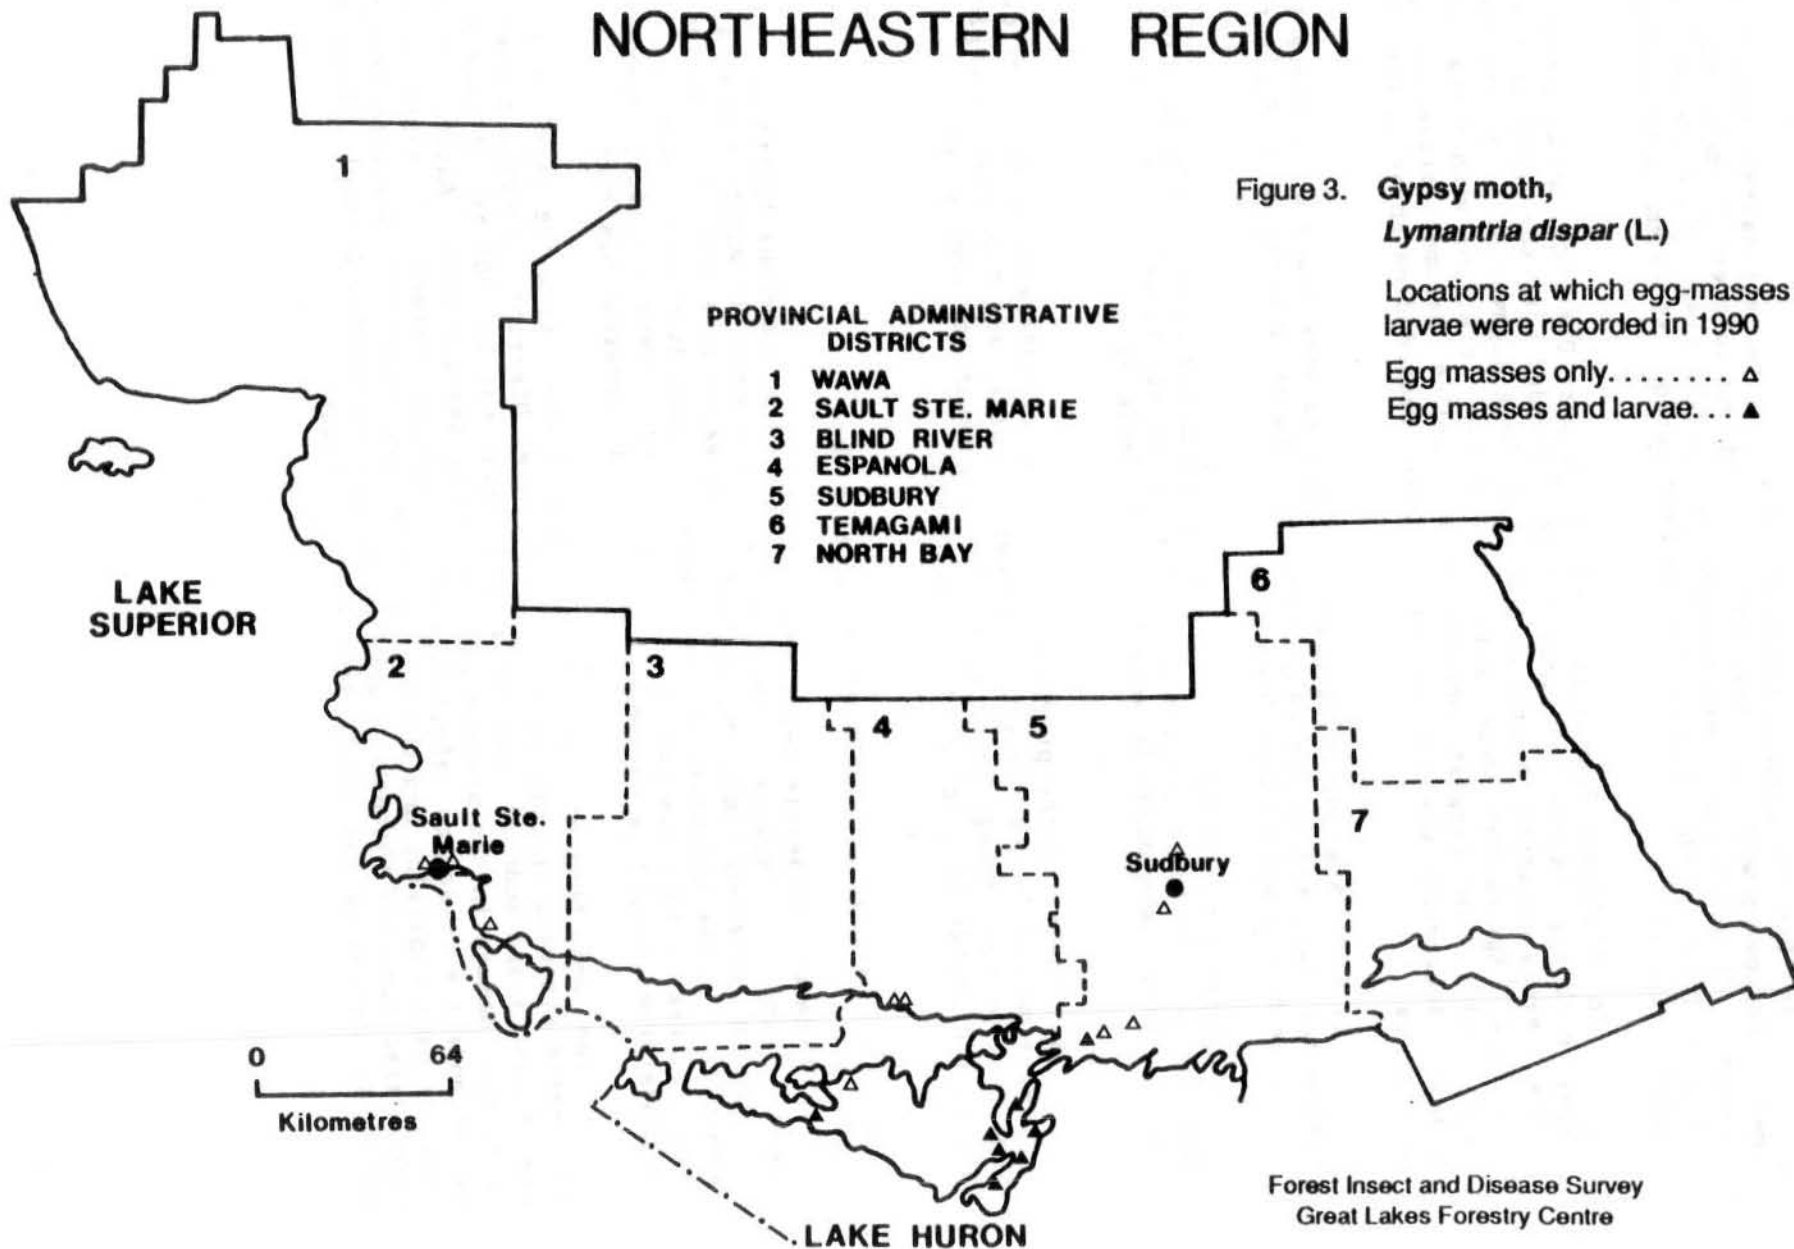 NORTHEASTERN REGION
Figure 3. Gypsy moth,
Lymantria dispar (L.)
Locations at which egg-masses
larvae were recorded in 1990
Egg masses only........ △
Egg masses and larvae... ▲
PROVINCIAL ADMINISTRATIVE
DISTRICTS
1 WAWA
2 SAULT STE. MARIE
3 BLIND RIVER
4 ESPANOLA
5 SUDBURY
6 TEMAGAMI
7 NORTH BAY
1
LAKE
SUPERIOR
2
3
4
5
6
7
Sault Ste.
Marie
Sudbury
0 64
Kilometres
LAKE HURON
Forest Insect and Disease Survey
Great Lakes Forestry Centre